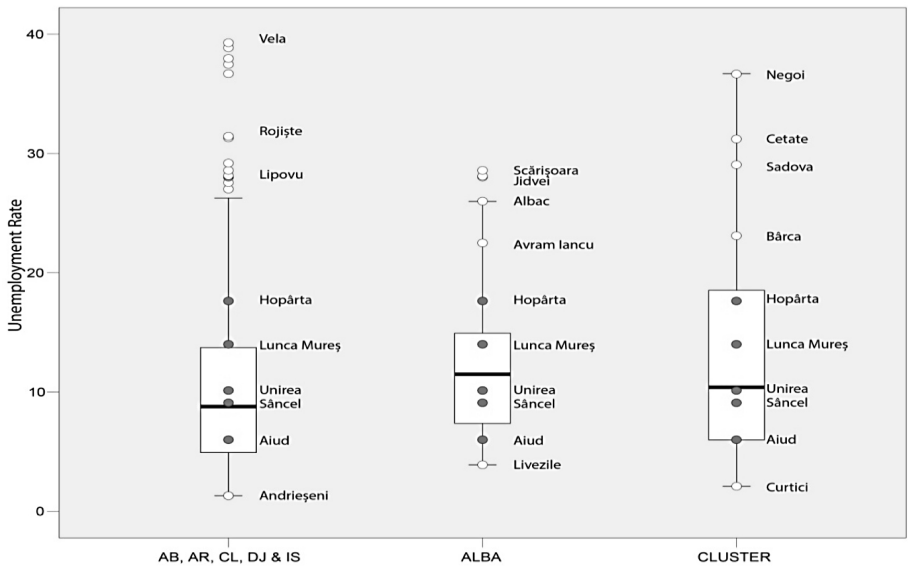 40
30
20
10
0
Unemployment Rate
Vela
Rojiște
Lipovu
Hopârta
Lunca Mureş
Unirea
Sâncel
Aiud
Andrieşeni
Scărişoara
Jidvei
Albac
Avram Iancu
Hopârta
Lunca Mureş
Unirea
Sâncel
Aiud
Livezile
Negoi
Cetate
Sadova
Bârca
Hopârta
Lunca Mureş
Unirea
Sâncel
Aiud
Curtici
AB, AR, CL, DJ & IS
ALBA
CLUSTER